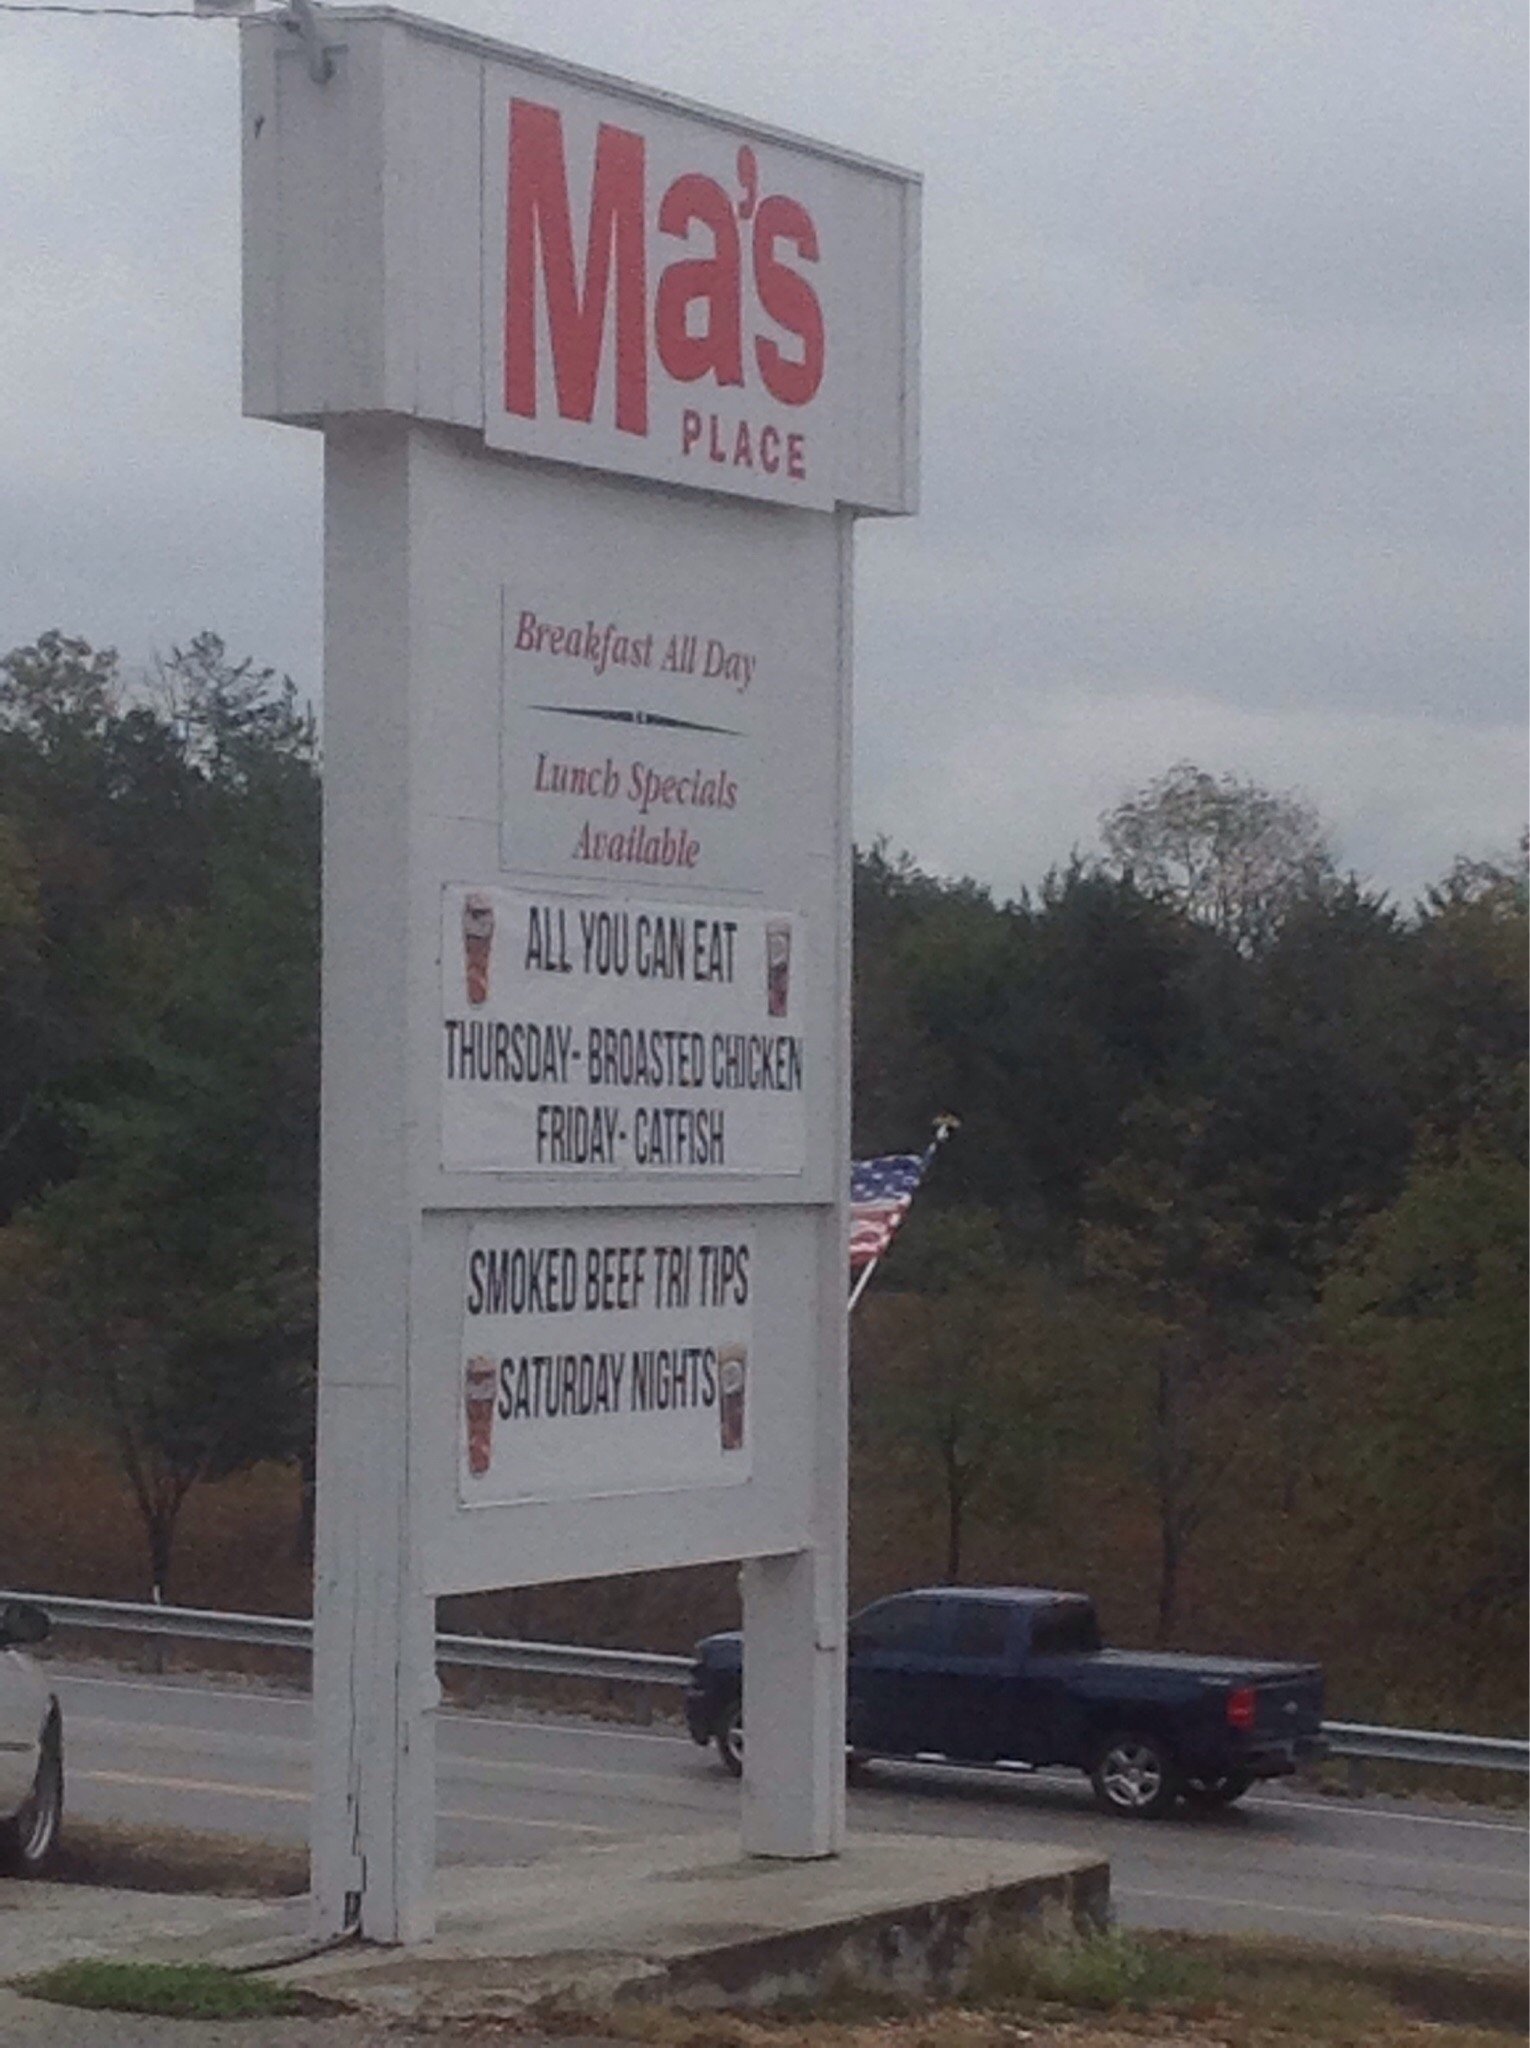 Ma's
PLACE
Breakfast All Day
Lunch Specials
Available
ALL YOU CAN EAT
THURSDAY- BROASTED CHICKEN
FRIDAY- CATFISH
SMOKED BEEF TRI TIPS
SATURDAY NIGHTS